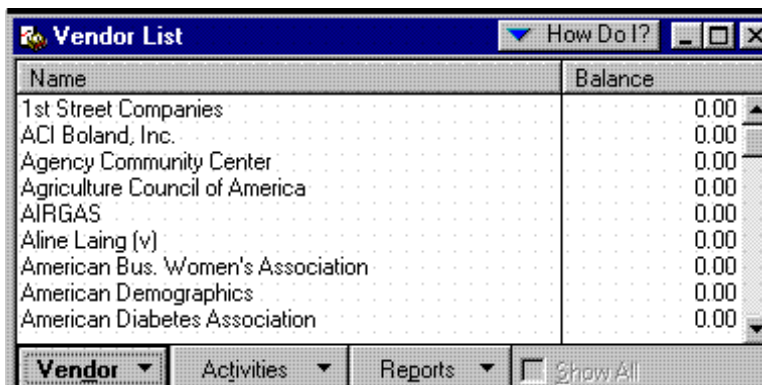 Vendor List How Do I?
Name Balance
1st Street Companies 0.00
ACI Boland, Inc. 0.00
Agency Community Center 0.00
Agriculture Council of America 0.00
AIRGAS 0.00
Aline Laing (v) 0.00
American Bus. Women's Association 0.00
American Demographics 0.00
American Diabetes Association 0.00
Vendor Activities Reports Show All